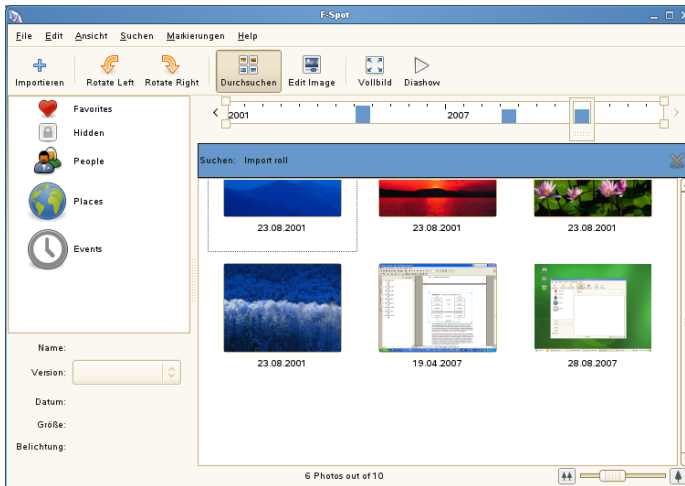 F-Spot
File Edit Ansicht Suchen Markierungen Help
Importieren Rotate Left Rotate Right Durchsuchen Edit Image Vollbild Diashow
Favorites
Hidden
People
Places
Events
2001 2007
Suchen: Import roll
23.08.2001 23.08.2001 23.08.2001
23.08.2001 19.04.2007 28.08.2007
Name:
Version:
Datum:
Größe:
Belichtung:
6 Photos out of 10